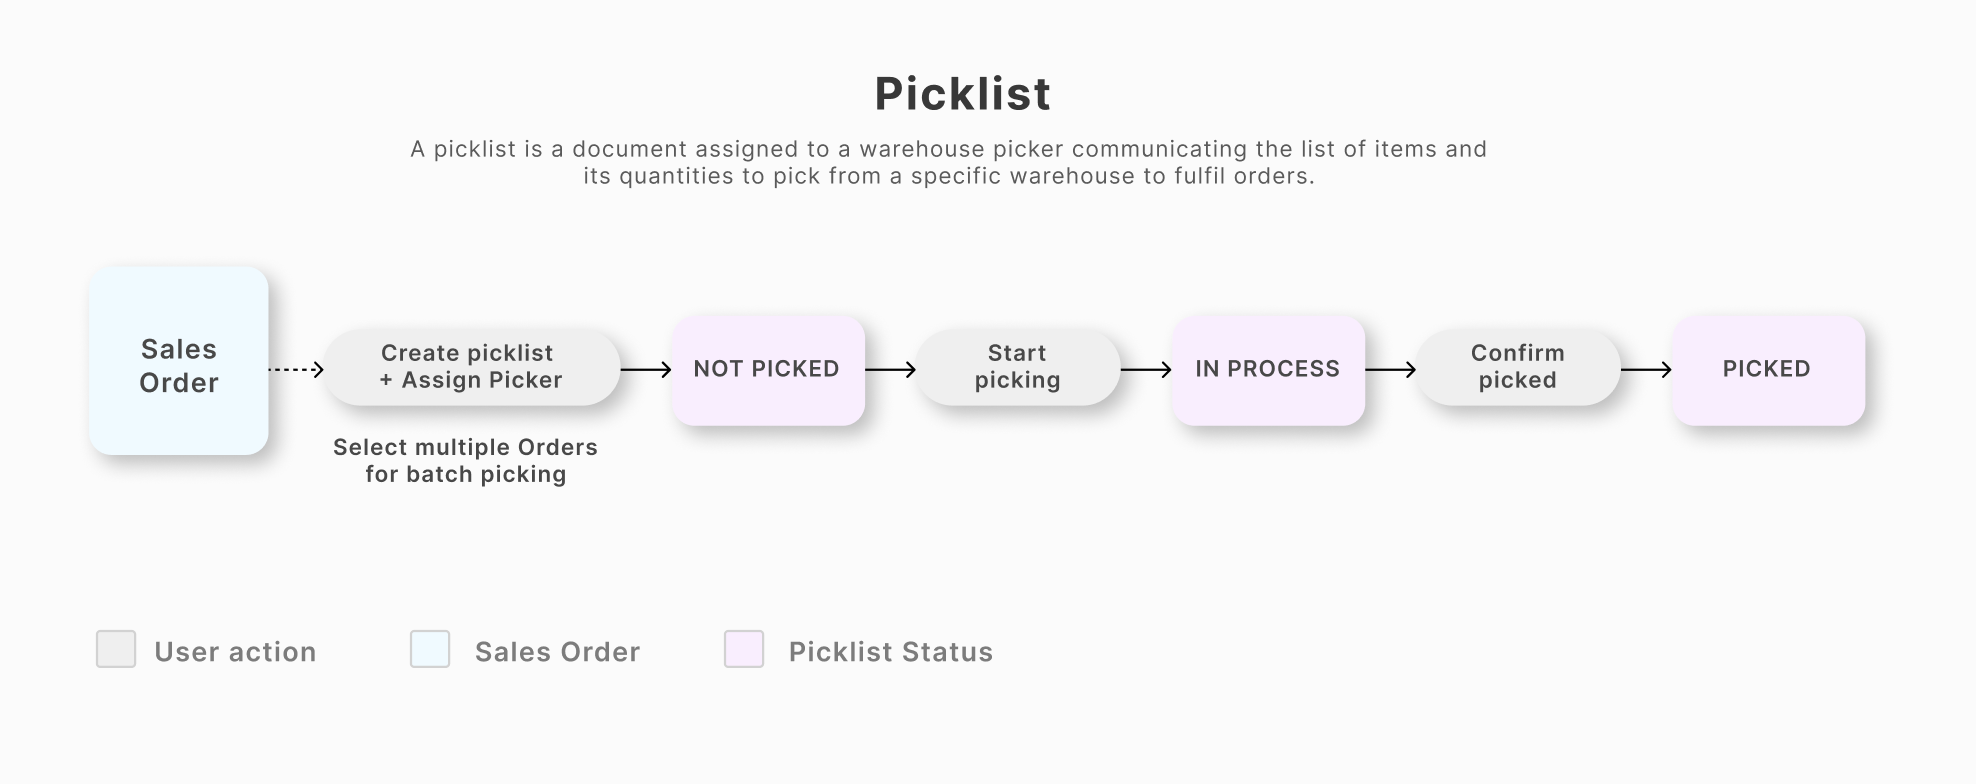 Picklist
A picklist is a document assigned to a warehouse picker communicating the list of items and
its quantities to pick from a specific warehouse to fulfil orders.
Sales
Order
Create picklist
+ Assign Picker
Select multiple Orders
for batch picking
NOT PICKED
Start
picking
IN PROCESS
Confirm
picked
PICKED
User action
Sales Order
Picklist Status